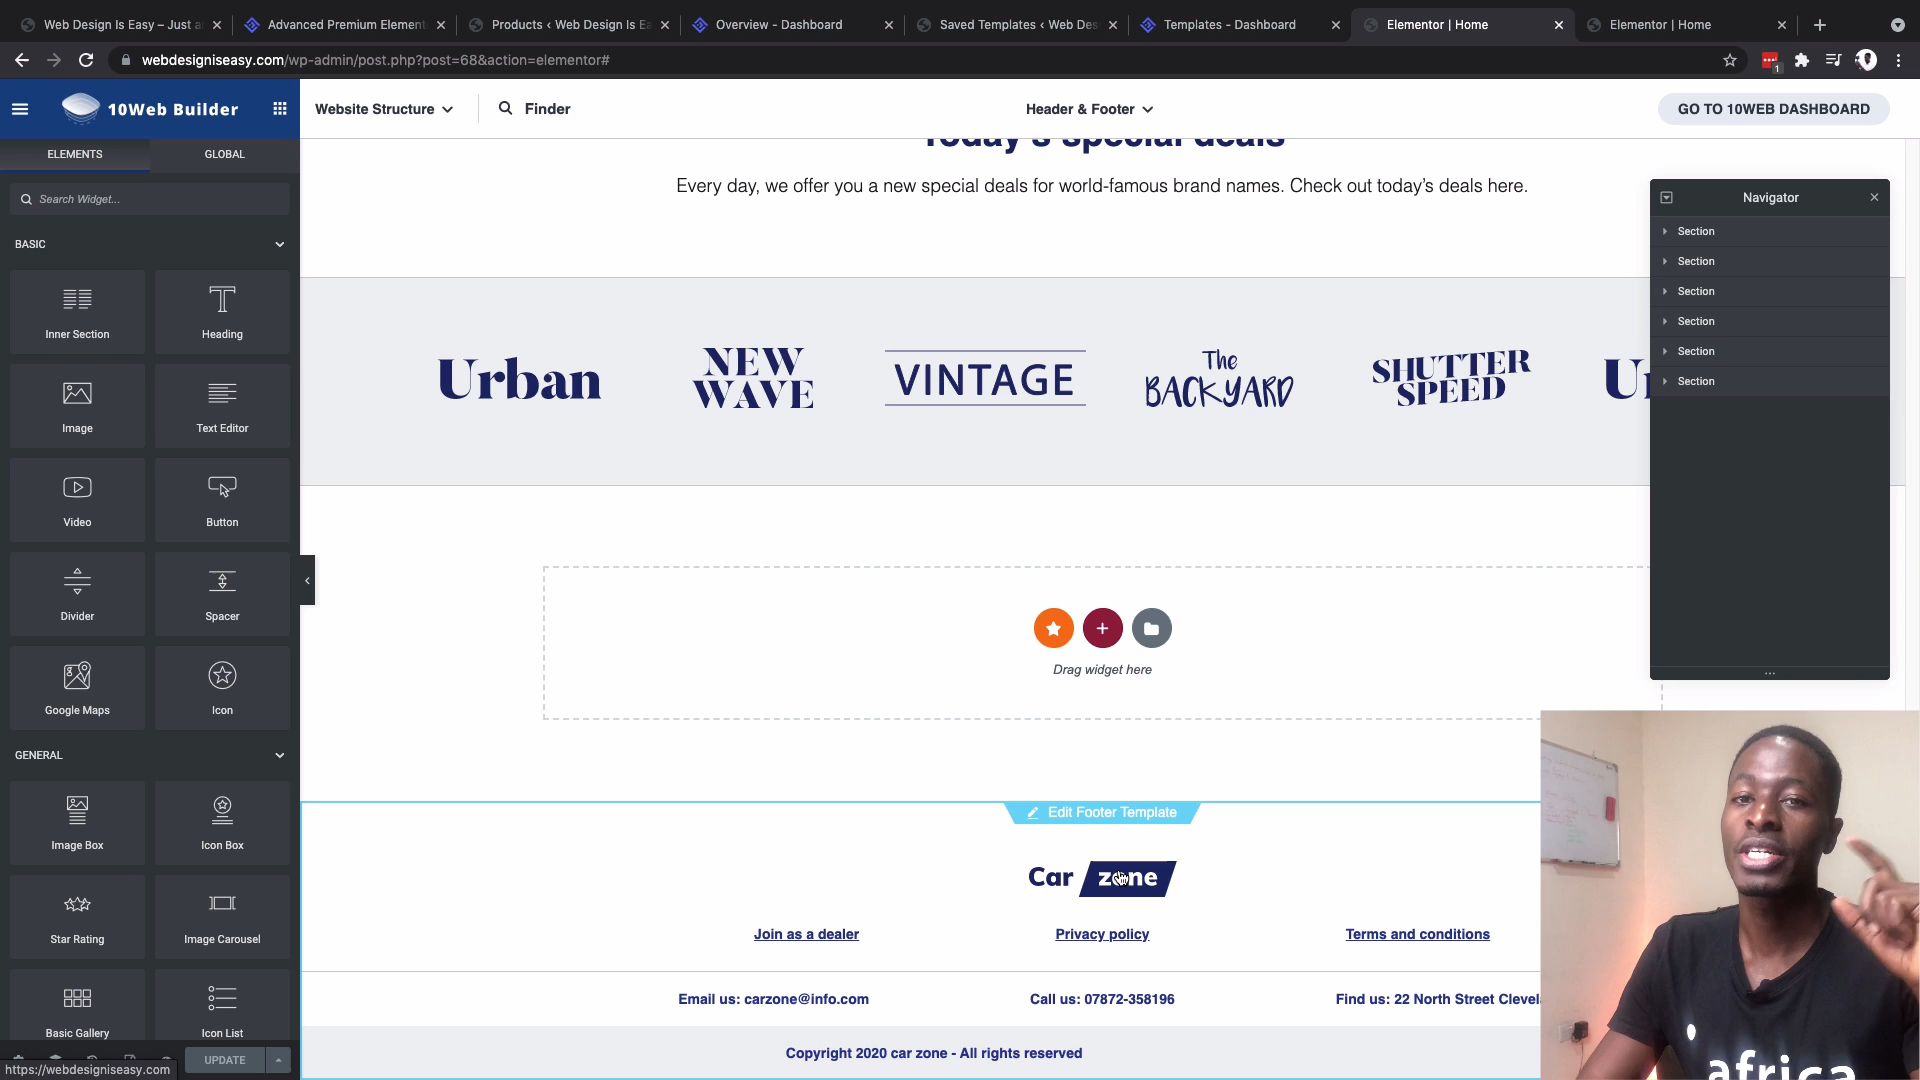 Web Design Is Easy – Just a
Advanced Premium Element
Products ‹ Web Design Is Ea
Overview - Dashboard
Saved Templates ‹ Web Des
Templates - Dashboard
Elementor | Home
Elementor | Home
webdesigniseasy.com/wp-admin/post.php?post=68&action=elementor#
1
10Web Builder
Website Structure
Finder
Header & Footer
GO TO 10WEB DASHBOARD
ELEMENTS
GLOBAL
Search Widget...
BASIC
Inner Section
Heading
Image
Text Editor
Video
Button
Divider
Spacer
Google Maps
Icon
GENERAL
Image Box
Icon Box
Star Rating
Image Carousel
Basic Gallery
Icon List
UPDATE
https://webdesigniseasy.com
Today's special deals
Every day, we offer you a new special deals for world-famous brand names. Check out today's deals here.
Urban
NEW
WAVE
VINTAGE
The
BACKYARD
SHUTTER
SPEED
Ur
Drag widget here
Navigator
Section
Section
Section
Section
Section
Section
Edit Footer Template
Car zone
Join as a dealer
Privacy policy
Terms and conditions
Email us: carzone@info.com
Call us: 07872-358196
Find us: 22 North Street Clevel
Copyright 2020 car zone - All rights reserved
africa